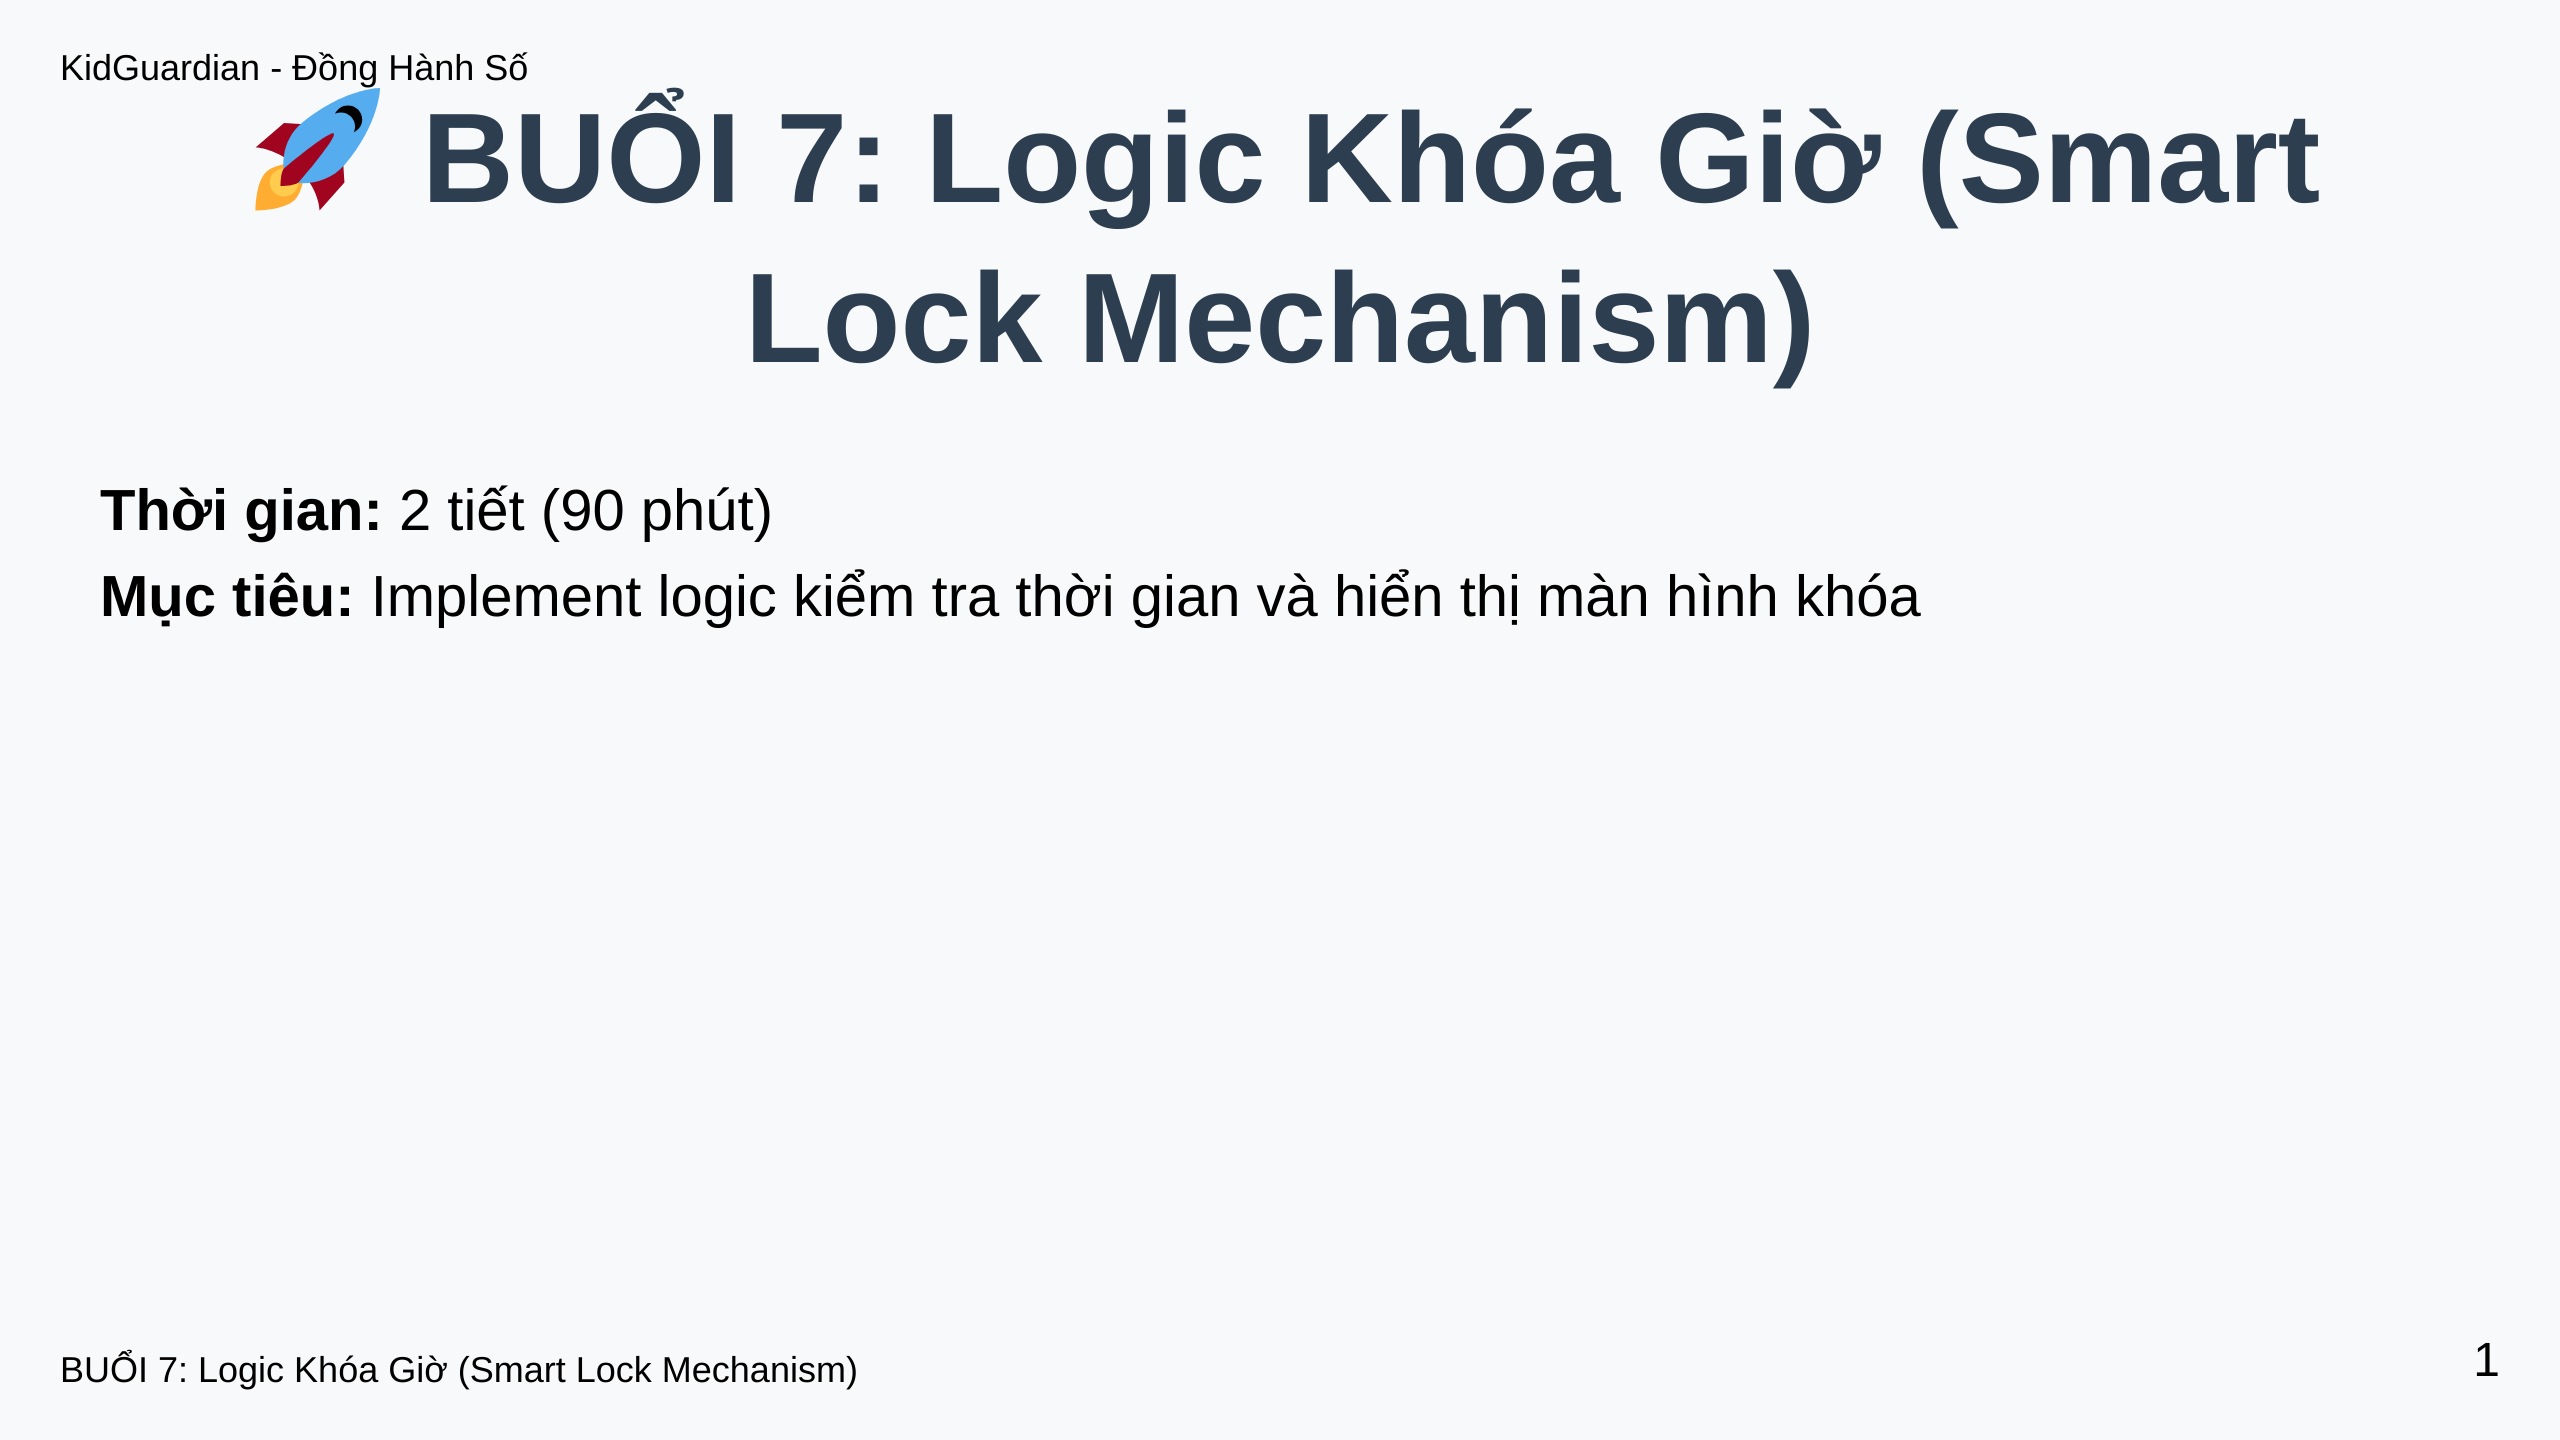 KidGuardian - Đồng Hành Số
🚀 BUỔI 7: Logic Khóa Giờ (Smart
Lock Mechanism)
Thời gian: 2 tiết (90 phút)
Mục tiêu: Implement logic kiểm tra thời gian và hiển thị màn hình khóa
BUỔI 7: Logic Khóa Giờ (Smart Lock Mechanism)
1